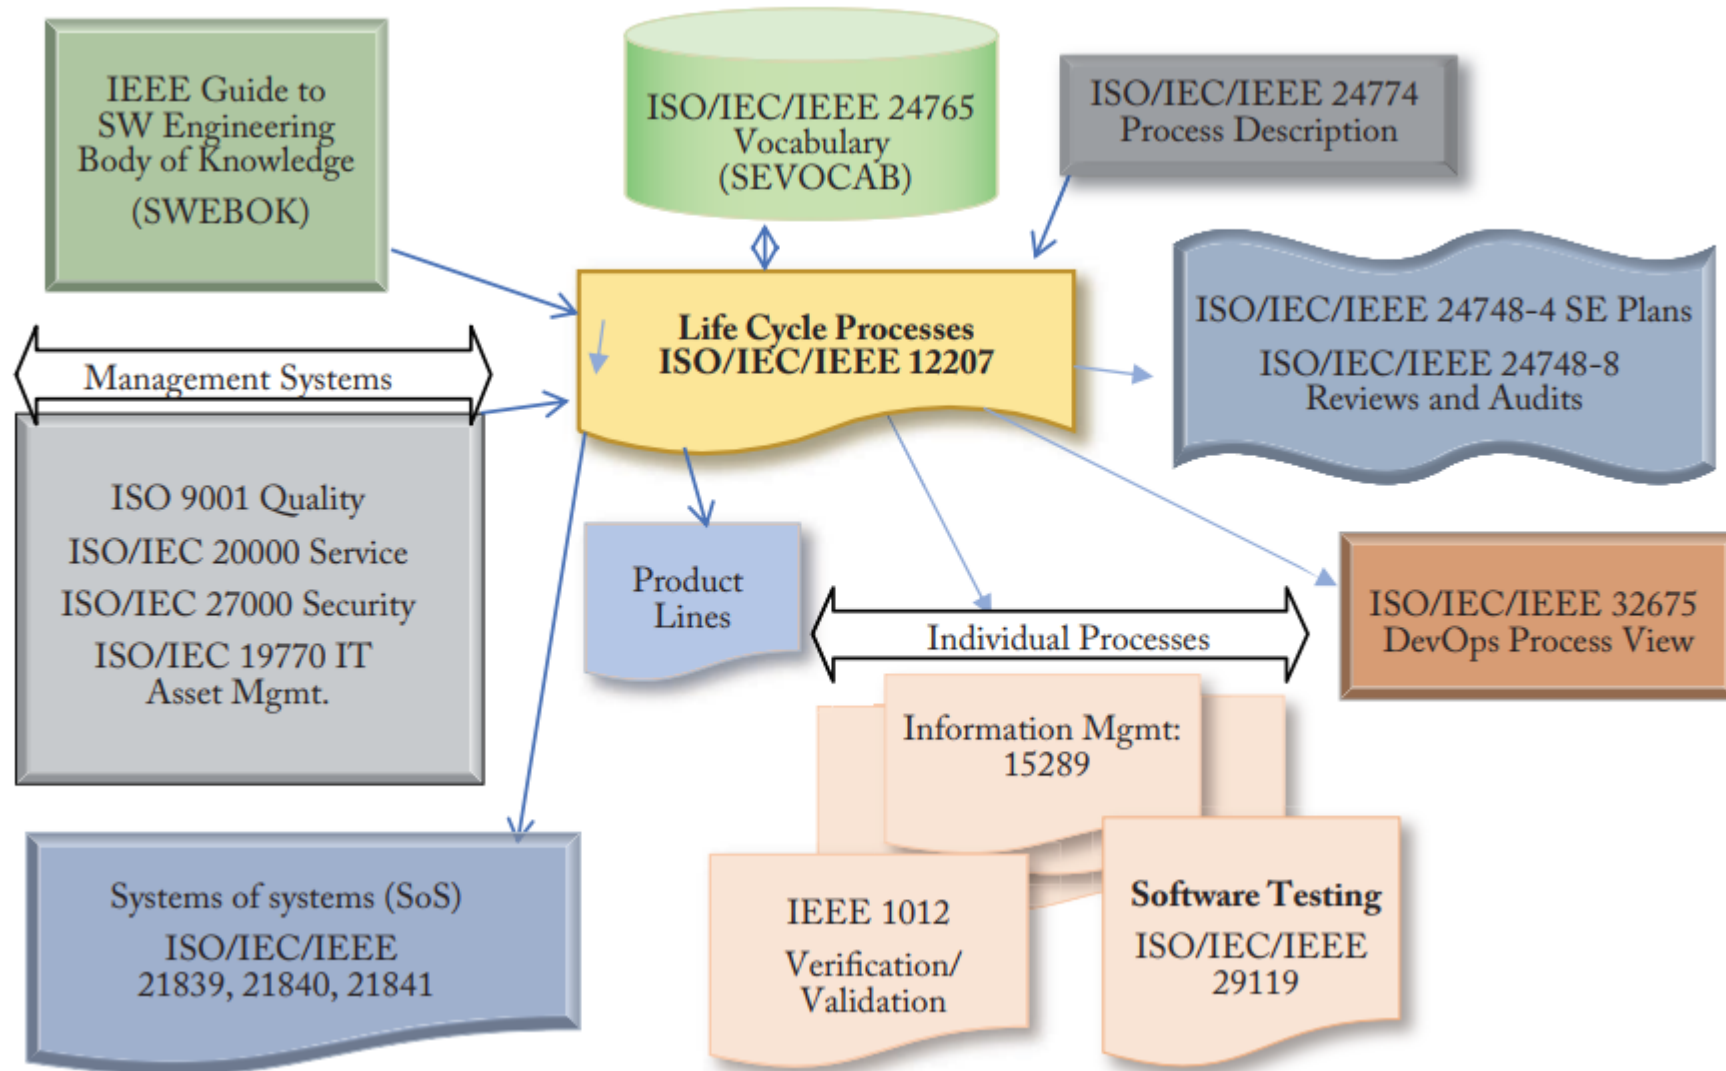 IEEE Guide to
SW Engineering
Body of Knowledge
(SWEBOK)
ISO/IEC/IEEE 24765
Vocabulary
(SEVOCAB)
ISO/IEC/IEEE 24774
Process Description
Life Cycle Processes
ISO/IEC/IEEE 12207
ISO/IEC/IEEE 24748-4 SE Plans
ISO/IEC/IEEE 24748-8
Reviews and Audits
Management Systems
ISO 9001 Quality
ISO/IEC 20000 Service
ISO/IEC 27000 Security
ISO/IEC 19770 IT
Asset Mgmt.
Product
Lines
Individual Processes
ISO/IEC/IEEE 32675
DevOps Process View
Information Mgmt:
15289
Systems of systems (SoS)
ISO/IEC/IEEE
21839, 21840, 21841
IEEE 1012
Verification/
Validation
Software Testing
ISO/IEC/IEEE
29119